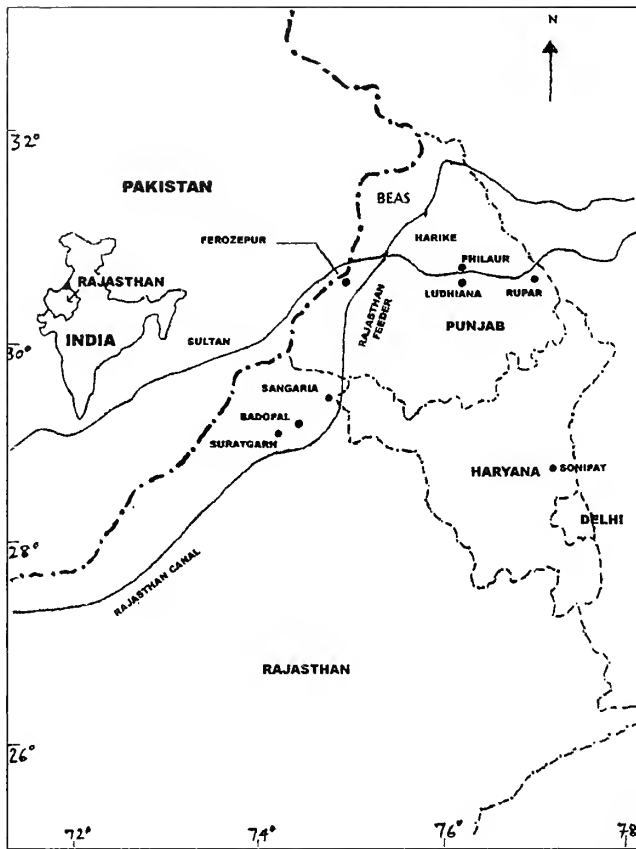 N
32°
PAKISTAN
BEAS
FEROZEPUR
HARIKE
PHILAUR
RAJASTHAN
LUDHIANA
RUPAR
RAJASTHAN
FEEDER
PUNJAB
INDIA
SULTAN
30°
SANGARIA
BADOPAL
SURATGARH
HARYANA
SONIPAT
DELHI
28°
RAJASTHAN CANAL
RAJASTHAN
26°
72°
74°
76°
78